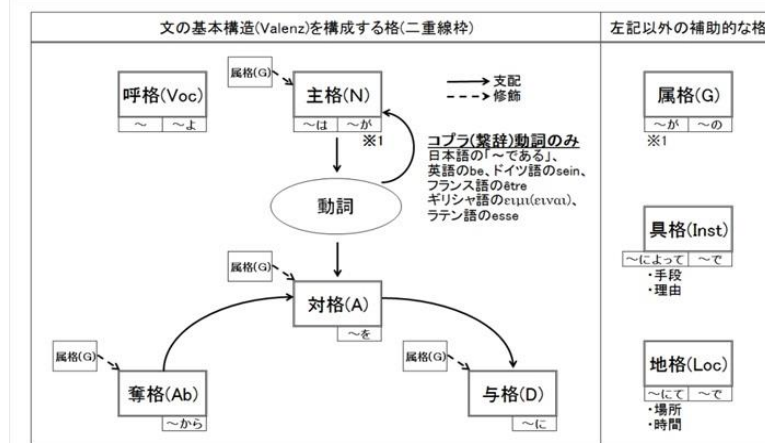 文の基本構造(Valenz)を構成する格(二重線枠)
左記以外の補助的な格
属格(G)
呼格(Voc)
～ ～よ
主格(N)
～は ～が
※1
支配
修飾
コプラ(繋辞)動詞のみ
日本語の「～である」、
英語のbe、ドイツ語のsein、
フランス語のêtre
ギリシャ語のειμι(ειναι)、
ラテン語のesse
動詞
属格(G)
対格(A)
～を
属格(G)
奪格(Ab)
～から
属格(G)
与格(D)
～に
属格(G)
～が ～の
※1
具格(Inst)
～によって ～で
・手段
・理由
地格(Loc)
～にて ～で
・場所
・時間